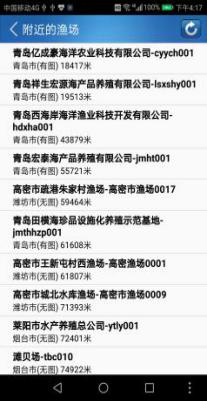 中国移动4G
100%
下午4:17
附近的渔场
青岛亿成豪海洋农业科技有限公司-cyych001
青岛市(有图) 18417米
青岛祥生宏源海产品养殖有限公司-lsxshy001
青岛市(有图) 19513米
青岛西海岸海洋渔业科技开发有限公司-
hdxha001
青岛市(有图) 43879米
青岛宏泰海产品养殖有限公司-jmht001
青岛市(有图) 55721米
高密市疏港朱家村渔场-高密市渔场0017
潍坊市(无图) 59464米
青岛田横海珍品设施化养殖示范基地-
jmthhzp001
青岛市(有图) 61608米
高密市王新屯村西渔场-高密渔场0001
潍坊市(无图) 61807米
高密市城北水库渔场-高密市渔场0009
潍坊市(无图) 71393米
莱阳市水产养殖总公司-ytly001
烟台市(无图) 72401米
滩贝场-tbc010
烟台市(无图) 74922米